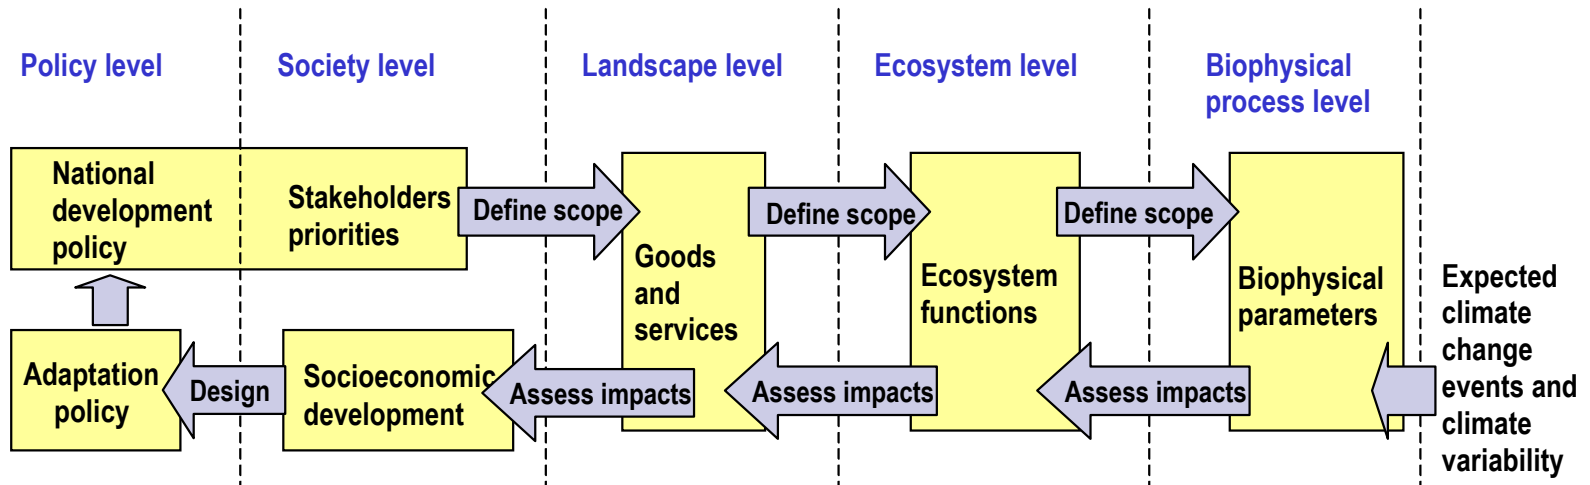 Policy level
Society level
Landscape level
Ecosystem level
Biophysical
process level
National
development
policy
Stakeholders
priorities
Define scope
Goods
and
services
Define scope
Ecosystem
functions
Define scope
Biophysical
parameters
Expected
climate
change
events and
climate
variability
Adaptation
policy
Design
Socioeconomic
development
Assess impacts
Assess impacts
Assess impacts